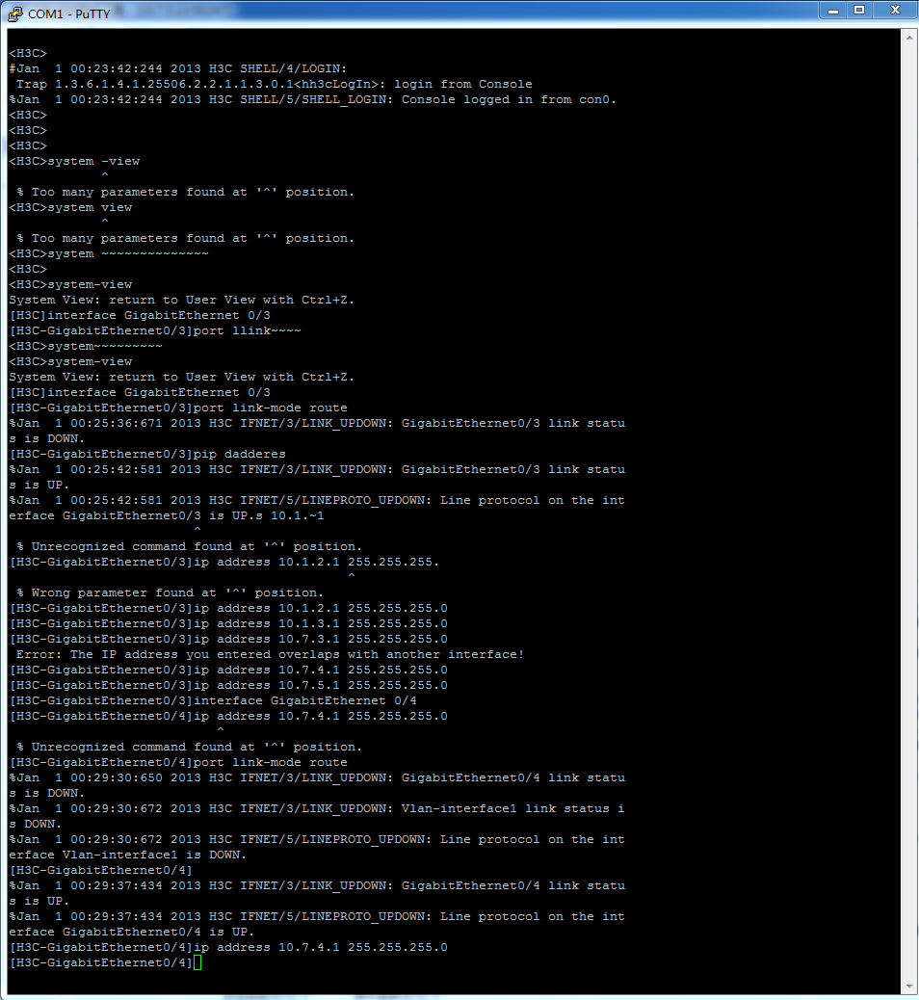 COM1 - PuTTY
<H3C>
#Jan  1 00:23:42:244 2013 H3C SHELL/4/LOGIN:
 Trap 1.3.6.1.4.1.25506.2.2.1.1.3.0.1<hh3cLogIn>: login from Console
%Jan  1 00:23:42:244 2013 H3C SHELL/5/SHELL_LOGIN: Console logged in from con0.
<H3C>
<H3C>
<H3C>
<H3C>system -view
            ^
 % Too many parameters found at '^' position.
<H3C>system view
            ^
 % Too many parameters found at '^' position.
<H3C>system ~~~~~~~~~~~~~~
<H3C>
<H3C>system-view
System View: return to User View with Ctrl+Z.
[H3C]interface GigabitEthernet 0/3
[H3C-GigabitEthernet0/3]port llink~~~~
<H3C>system~~~~~~~~~
<H3C>system-view
System View: return to User View with Ctrl+Z.
[H3C]interface GigabitEthernet 0/3
[H3C-GigabitEthernet0/3]port link-mode route
%Jan  1 00:25:36:671 2013 H3C IFNET/3/LINK_UPDOWN: GigabitEthernet0/3 link statu
s is DOWN.
[H3C-GigabitEthernet0/3]pip dadderes
%Jan  1 00:25:42:581 2013 H3C IFNET/3/LINK_UPDOWN: GigabitEthernet0/3 link statu
s is UP.
%Jan  1 00:25:42:581 2013 H3C IFNET/5/LINEPROTO_UPDOWN: Line protocol on the int
erface GigabitEthernet0/3 is UP.s 10.1.~1
                        ^
 % Unrecognized command found at '^' position.
[H3C-GigabitEthernet0/3]ip address 10.1.2.1 255.255.255.
                                            ^
 % Wrong parameter found at '^' position.
[H3C-GigabitEthernet0/3]ip address 10.1.2.1 255.255.255.0
[H3C-GigabitEthernet0/3]ip address 10.1.3.1 255.255.255.0
[H3C-GigabitEthernet0/3]ip address 10.7.3.1 255.255.255.0
 Error: The IP address you entered overlaps with another interface!
[H3C-GigabitEthernet0/3]ip address 10.7.4.1 255.255.255.0
[H3C-GigabitEthernet0/3]ip address 10.7.5.1 255.255.255.0
[H3C-GigabitEthernet0/3]interface GigabitEthernet 0/4
[H3C-GigabitEthernet0/4]ip address 10.7.4.1 255.255.255.0
                           ^
 % Unrecognized command found at '^' position.
[H3C-GigabitEthernet0/4]port link-mode route
%Jan  1 00:29:30:650 2013 H3C IFNET/3/LINK_UPDOWN: GigabitEthernet0/4 link statu
s is DOWN.
%Jan  1 00:29:30:672 2013 H3C IFNET/3/LINK_UPDOWN: Vlan-interface1 link status i
s DOWN.
%Jan  1 00:29:30:672 2013 H3C IFNET/5/LINEPROTO_UPDOWN: Line protocol on the int
erface Vlan-interface1 is DOWN.
[H3C-GigabitEthernet0/4]
%Jan  1 00:29:37:434 2013 H3C IFNET/3/LINK_UPDOWN: GigabitEthernet0/4 link statu
s is UP.
%Jan  1 00:29:37:434 2013 H3C IFNET/5/LINEPROTO_UPDOWN: Line protocol on the int
erface GigabitEthernet0/4 is UP.
[H3C-GigabitEthernet0/4]ip address 10.7.4.1 255.255.255.0
[H3C-GigabitEthernet0/4]